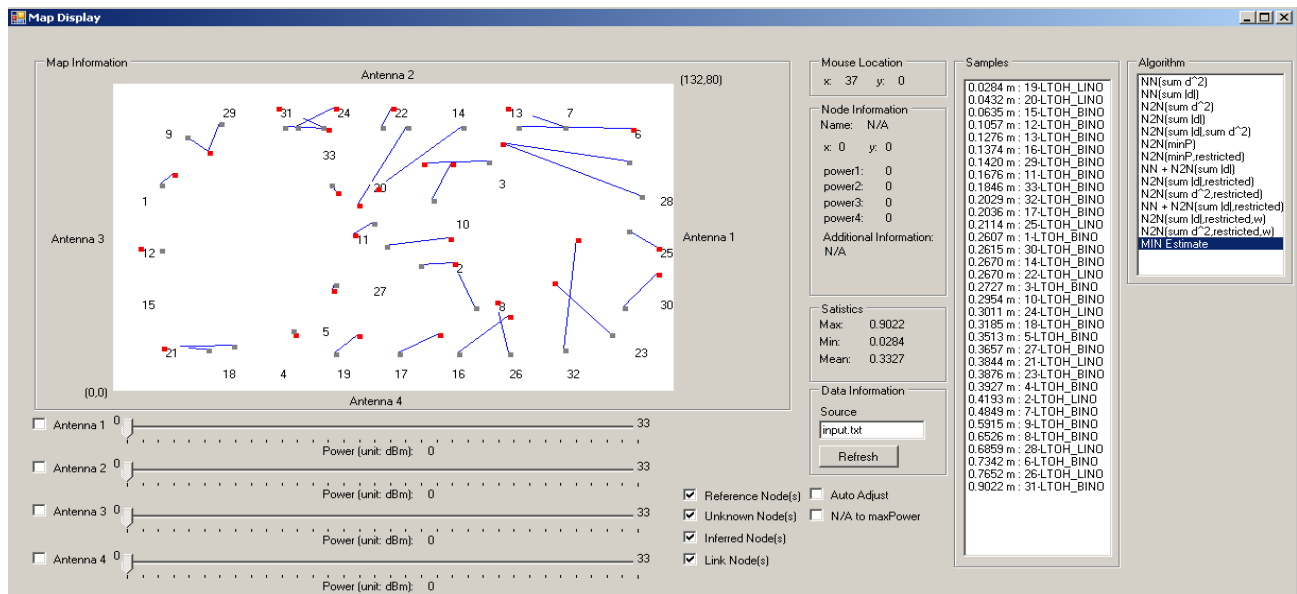 Map Display
Map Information
Antenna 2
(132,80)
29
31
24
22
14
13
7
9
6
33
20
3
1
28
10
Antenna 3
11
Antenna 1
12
25
2
27
15
8
30
5
21
23
18
4
19
17
16
26
32
(0,0)
Antenna 4
Antenna 1
0
33
Power (unit: dBm): 0
Antenna 2
0
33
Power (unit: dBm): 0
Antenna 3
0
33
Power (unit: dBm): 0
Antenna 4
0
33
Power (unit: dBm): 0
Reference Node(s)
Unknown Node(s)
Inferred Node(s)
Link Node(s)
Auto Adjust
N/A to maxPower
Mouse Location
x: 37 y: 0
Node Information
Name: N/A
x: 0 y: 0
power1: 0
power2: 0
power3: 0
power4: 0
Additional Information:
N/A
Satistics
Max: 0.9022
Min: 0.0284
Mean: 0.3327
Data Information
Source
input.txt
Refresh
Samples
0.0284 m : 19-LTOH_LINO
0.0432 m : 20-LTOH_LINO
0.0635 m : 15-LTOH_BINO
0.1057 m : 12-LTOH_BINO
0.1276 m : 13-LTOH_BINO
0.1374 m : 16-LTOH_BINO
0.1420 m : 29-LTOH_BINO
0.1676 m : 11-LTOH_BINO
0.1846 m : 33-LTOH_BINO
0.2029 m : 32-LTOH_BINO
0.2036 m : 17-LTOH_BINO
0.2114 m : 25-LTOH_LINO
0.2607 m : 1-LTOH_BINO
0.2615 m : 30-LTOH_BINO
0.2670 m : 14-LTOH_BINO
0.2670 m : 22-LTOH_LINO
0.2727 m : 3-LTOH_BINO
0.2954 m : 10-LTOH_BINO
0.3011 m : 24-LTOH_LINO
0.3185 m : 18-LTOH_BINO
0.3513 m : 5-LTOH_BINO
0.3657 m : 27-LTOH_BINO
0.3844 m : 21-LTOH_LINO
0.3876 m : 23-LTOH_BINO
0.3927 m : 4-LTOH_BINO
0.4193 m : 2-LTOH_LINO
0.4849 m : 7-LTOH_BINO
0.5915 m : 9-LTOH_BINO
0.6526 m : 8-LTOH_BINO
0.6859 m : 28-LTOH_LINO
0.7342 m : 6-LTOH_BINO
0.7652 m : 26-LTOH_LINO
0.9022 m : 31-LTOH_BINO
Algorithm
NN(sum d^2)
NN(sum |d|)
N2N(sum d^2)
N2N(sum |d|)
N2N(sum |d|,sum d^2)
N2N(minP)
N2N(minP,restricted)
NN + N2N(sum |d|)
N2N(sum |d|,restricted)
N2N(sum d^2,restricted)
NN + N2N(sum |d|,restricted)
N2N(sum |d|,restricted,w)
N2N(sum d^2,restricted,w)
MIN Estimate